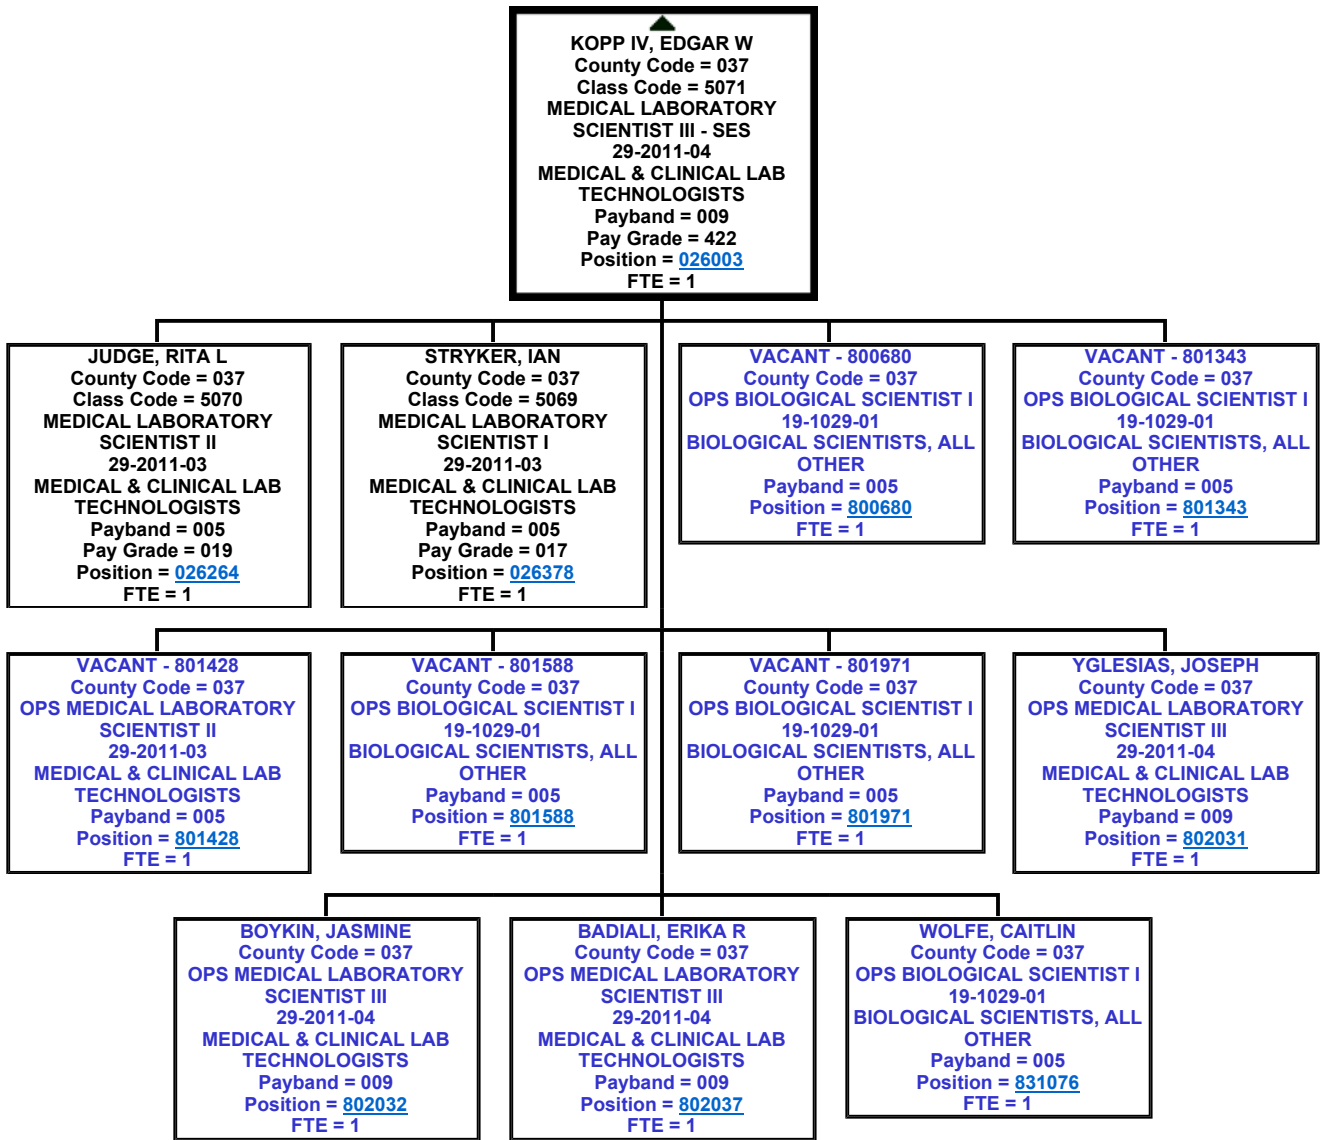 KOPP IV, EDGAR W
County Code = 037
Class Code = 5071
MEDICAL LABORATORY
SCIENTIST III - SES
29-2011-04
MEDICAL & CLINICAL LAB
TECHNOLOGISTS
Payband = 009
Pay Grade = 422
Position = 026003
FTE = 1
JUDGE, RITA L
County Code = 037
Class Code = 5070
MEDICAL LABORATORY
SCIENTIST II
29-2011-03
MEDICAL & CLINICAL LAB
TECHNOLOGISTS
Payband = 005
Pay Grade = 019
Position = 026264
FTE = 1
STRYKER, IAN
County Code = 037
Class Code = 5069
MEDICAL LABORATORY
SCIENTIST I
29-2011-03
MEDICAL & CLINICAL LAB
TECHNOLOGISTS
Payband = 005
Pay Grade = 017
Position = 026378
FTE = 1
VACANT - 800680
County Code = 037
OPS BIOLOGICAL SCIENTIST I
19-1029-01
BIOLOGICAL SCIENTISTS, ALL
OTHER
Payband = 005
Position = 800680
FTE = 1
VACANT - 801343
County Code = 037
OPS BIOLOGICAL SCIENTIST I
19-1029-01
BIOLOGICAL SCIENTISTS, ALL
OTHER
Payband = 005
Position = 801343
FTE = 1
VACANT - 801428
County Code = 037
OPS MEDICAL LABORATORY
SCIENTIST II
29-2011-03
MEDICAL & CLINICAL LAB
TECHNOLOGISTS
Payband = 005
Position = 801428
FTE = 1
VACANT - 801588
County Code = 037
OPS BIOLOGICAL SCIENTIST I
19-1029-01
BIOLOGICAL SCIENTISTS, ALL
OTHER
Payband = 005
Position = 801588
FTE = 1
VACANT - 801971
County Code = 037
OPS BIOLOGICAL SCIENTIST I
19-1029-01
BIOLOGICAL SCIENTISTS, ALL
OTHER
Payband = 005
Position = 801971
FTE = 1
YGLESIAS, JOSEPH
County Code = 037
OPS MEDICAL LABORATORY
SCIENTIST III
29-2011-04
MEDICAL & CLINICAL LAB
TECHNOLOGISTS
Payband = 009
Position = 802031
FTE = 1
BOYKIN, JASMINE
County Code = 037
OPS MEDICAL LABORATORY
SCIENTIST III
29-2011-04
MEDICAL & CLINICAL LAB
TECHNOLOGISTS
Payband = 009
Position = 802032
FTE = 1
BADIALI, ERIKA R
County Code = 037
OPS MEDICAL LABORATORY
SCIENTIST III
29-2011-04
MEDICAL & CLINICAL LAB
TECHNOLOGISTS
Payband = 009
Position = 802037
FTE = 1
WOLFE, CAITLIN
County Code = 037
OPS BIOLOGICAL SCIENTIST I
19-1029-01
BIOLOGICAL SCIENTISTS, ALL
OTHER
Payband = 005
Position = 831076
FTE = 1